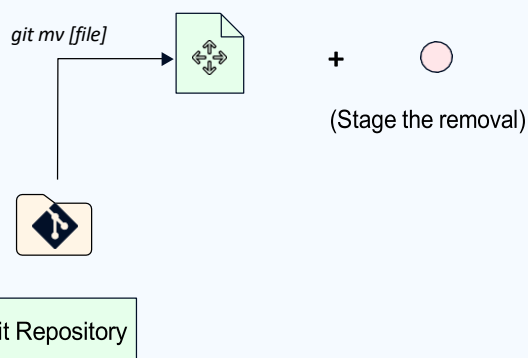 git mv [file]
+
(Stage the removal)
it Repository